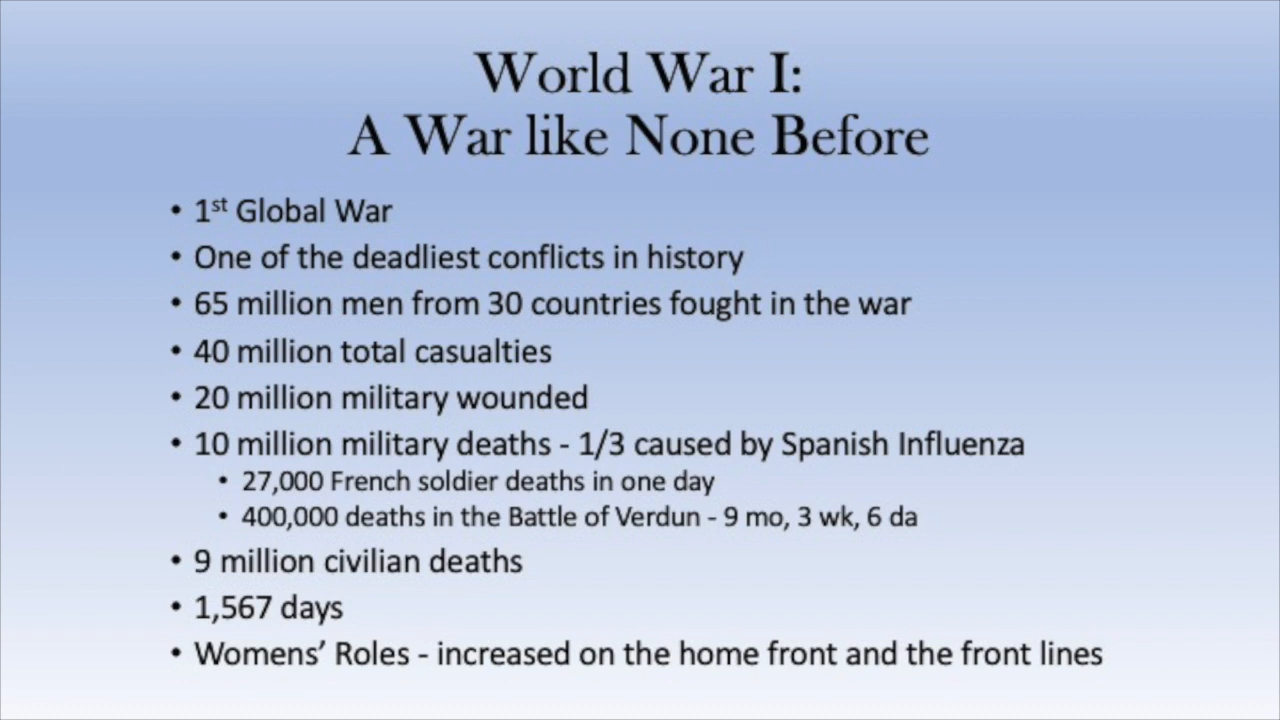 World War I:
A War like None Before
• 1st Global War
• One of the deadliest conflicts in history
• 65 million men from 30 countries fought in the war
• 40 million total casualties
• 20 million military wounded
• 10 million military deaths - 1/3 caused by Spanish Influenza
• 27,000 French soldier deaths in one day
• 400,000 deaths in the Battle of Verdun - 9 mo, 3 wk, 6 da
• 9 million civilian deaths
• 1,567 days
• Womens’ Roles - increased on the home front and the front lines